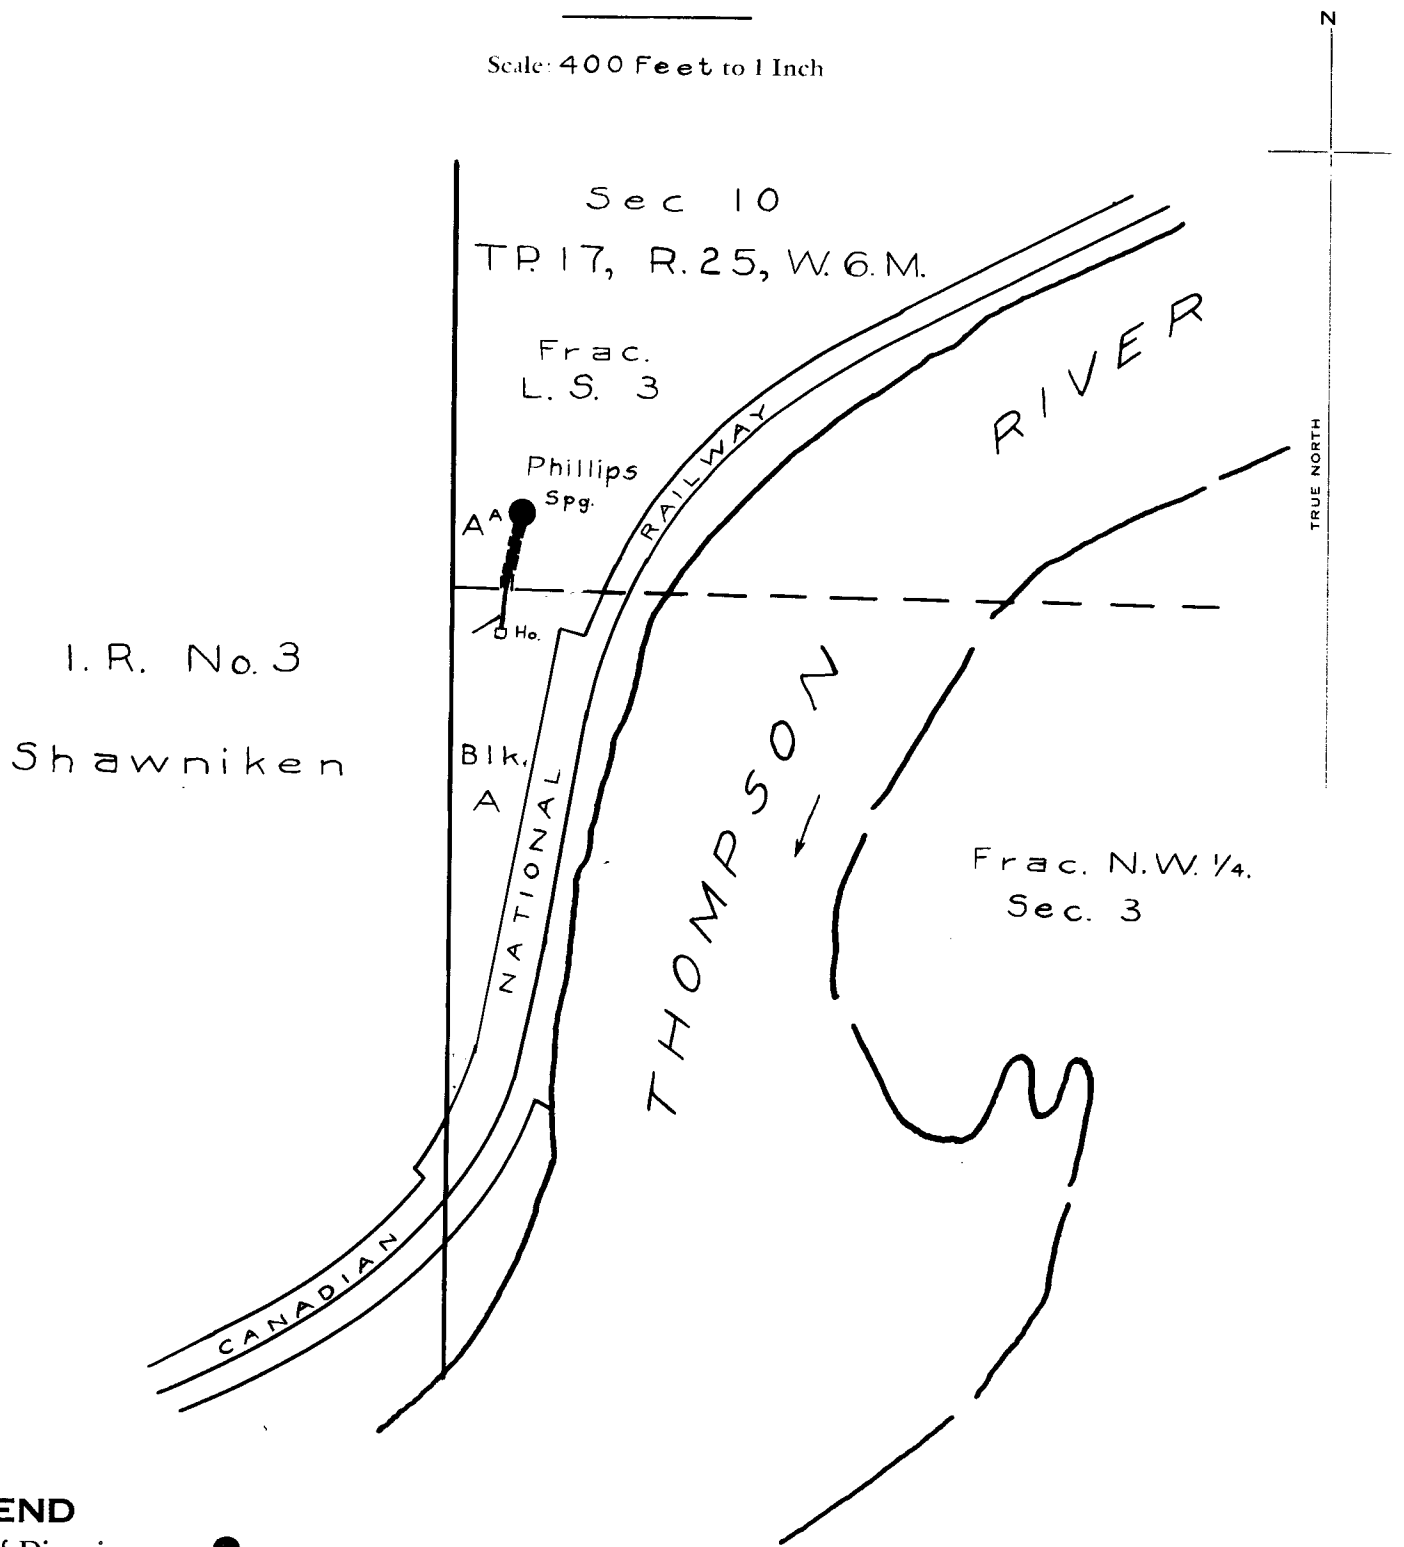 N
Scale: 400 Feet to 1 Inch
Sec 10
TP. 17, R. 25, W. 6. M.
RIVER
Frac.
L. S. 3
RAILWAY
TRUE NORTH
Phillips
Spg.
A A
Ho.
I. R. No. 3
Shawniken
Blk.
A
NATIONAL
THOMPSON
Frac. N.W. 1/4.
Sec. 3
CANADIAN
END